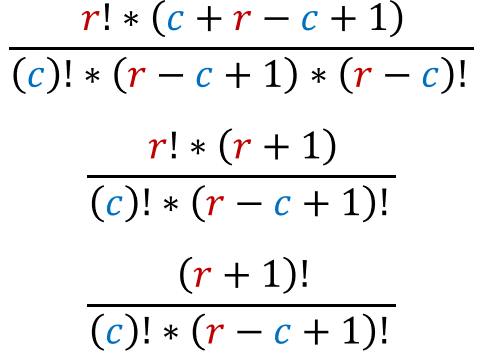 r! * (c + r − c + 1)
(c)! * (r − c + 1) * (r − c)!
r! * (r + 1)
(c)! * (r − c + 1)!
(r + 1)!
(c)! * (r − c + 1)!